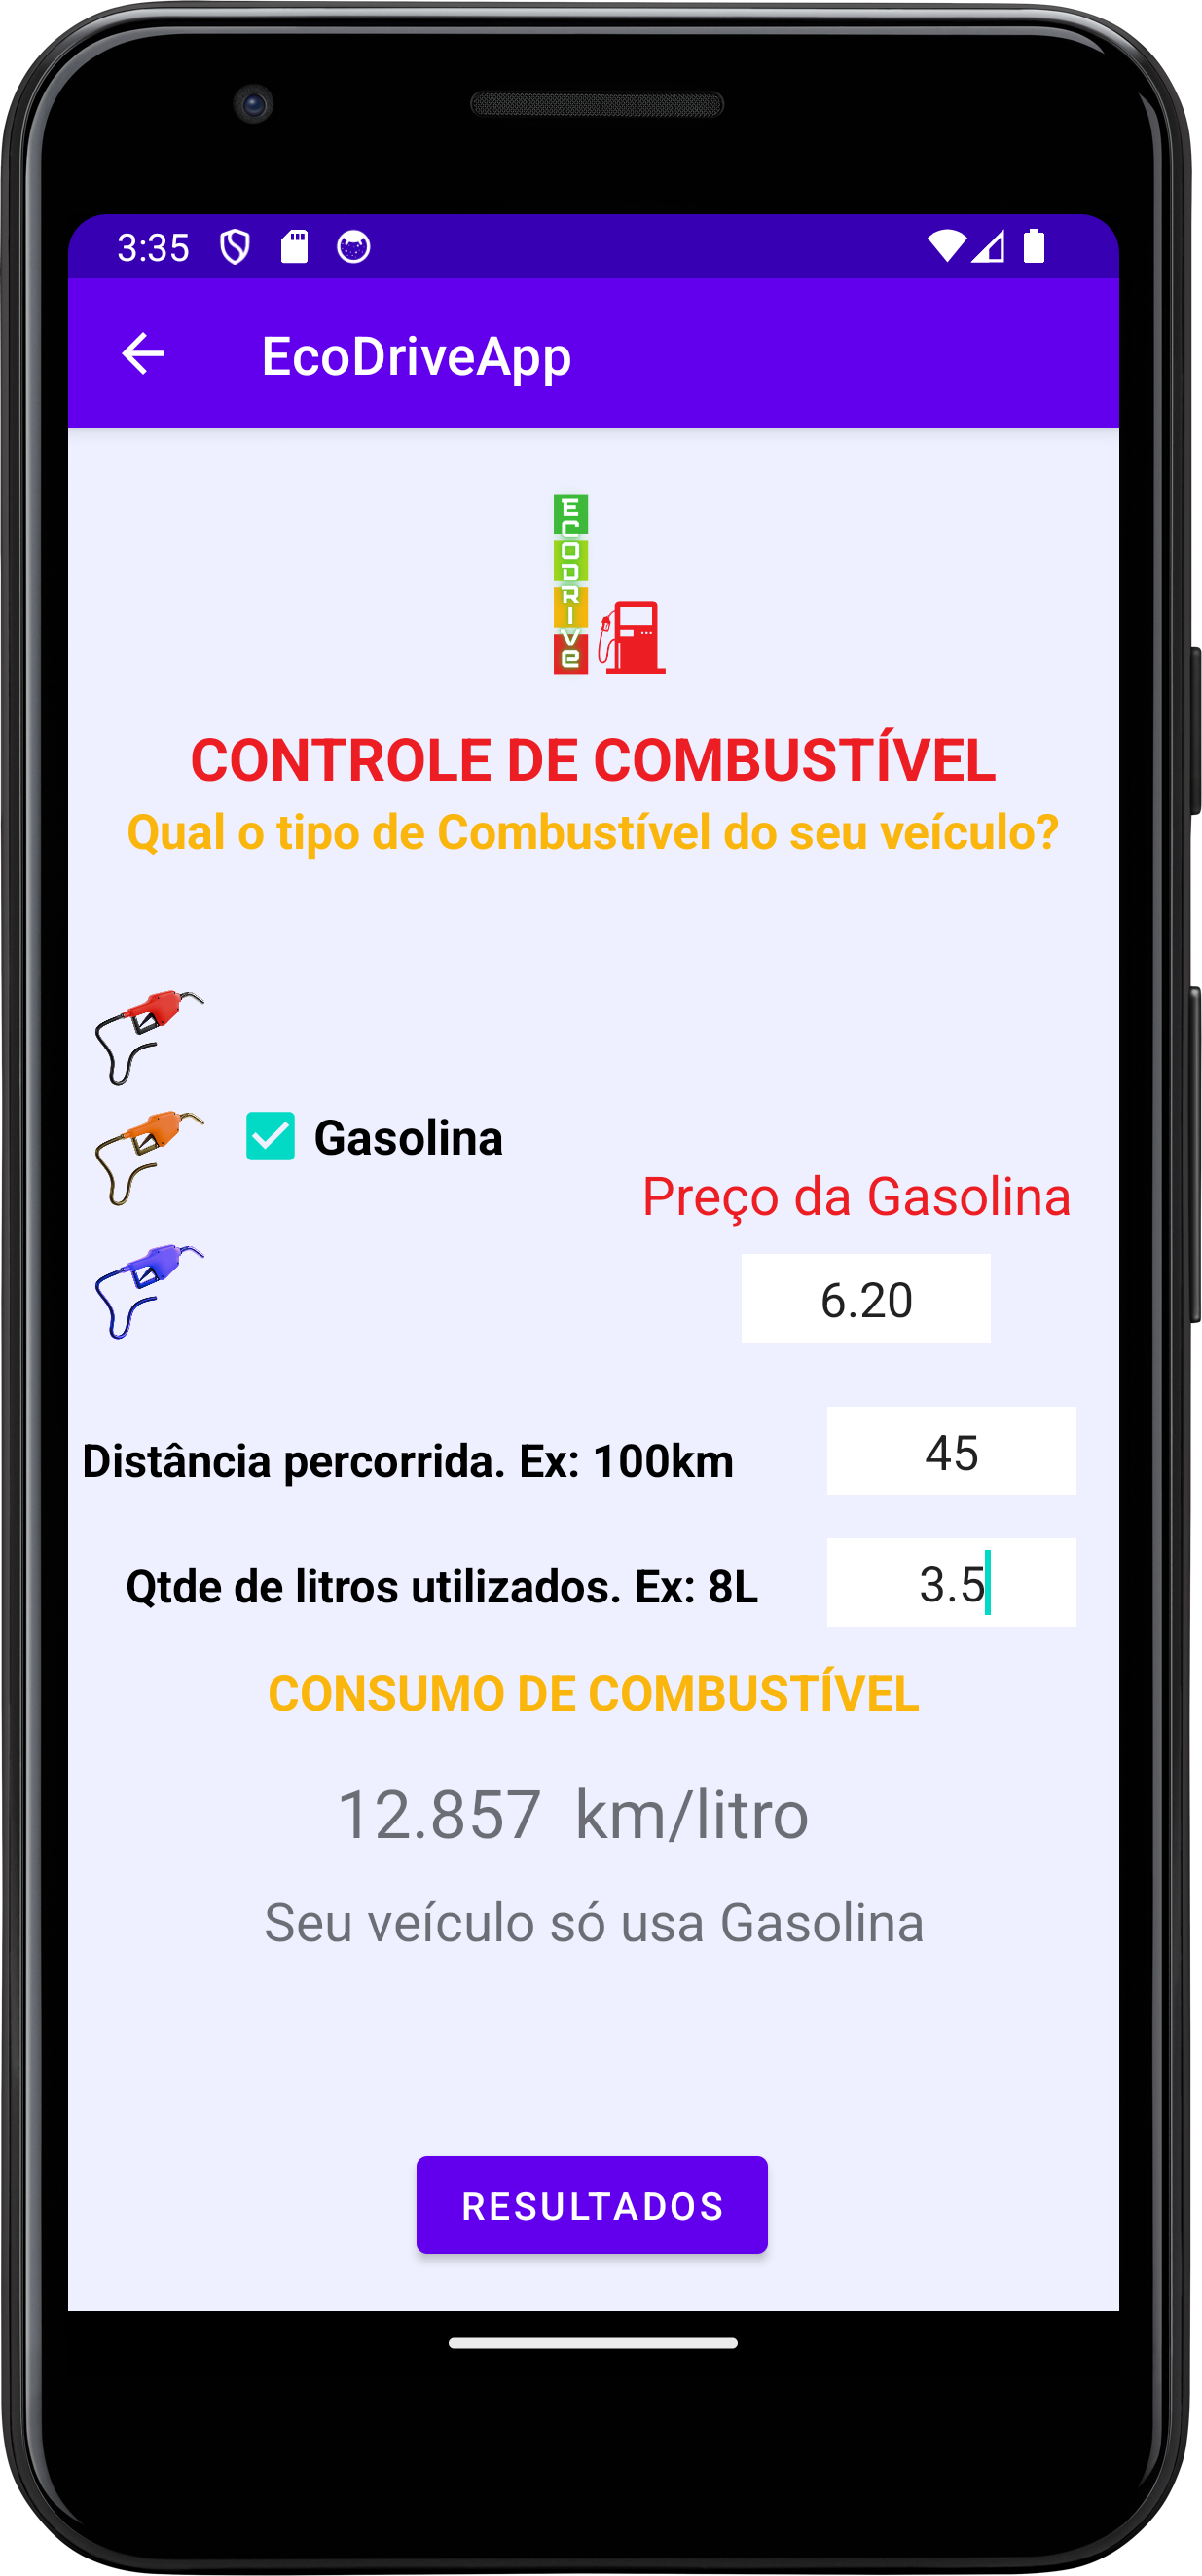 3:35
EcoDriveApp
ECODRIVe
CONTROLE DE COMBUSTÍVEL
Qual o tipo de Combustível do seu veículo?
Gasolina
Preço da Gasolina
6.20
Distância percorrida. Ex: 100km
45
Qtde de litros utilizados. Ex: 8L
3.5
CONSUMO DE COMBUSTÍVEL
12.857 km/litro
Seu veículo só usa Gasolina
RESULTADOS